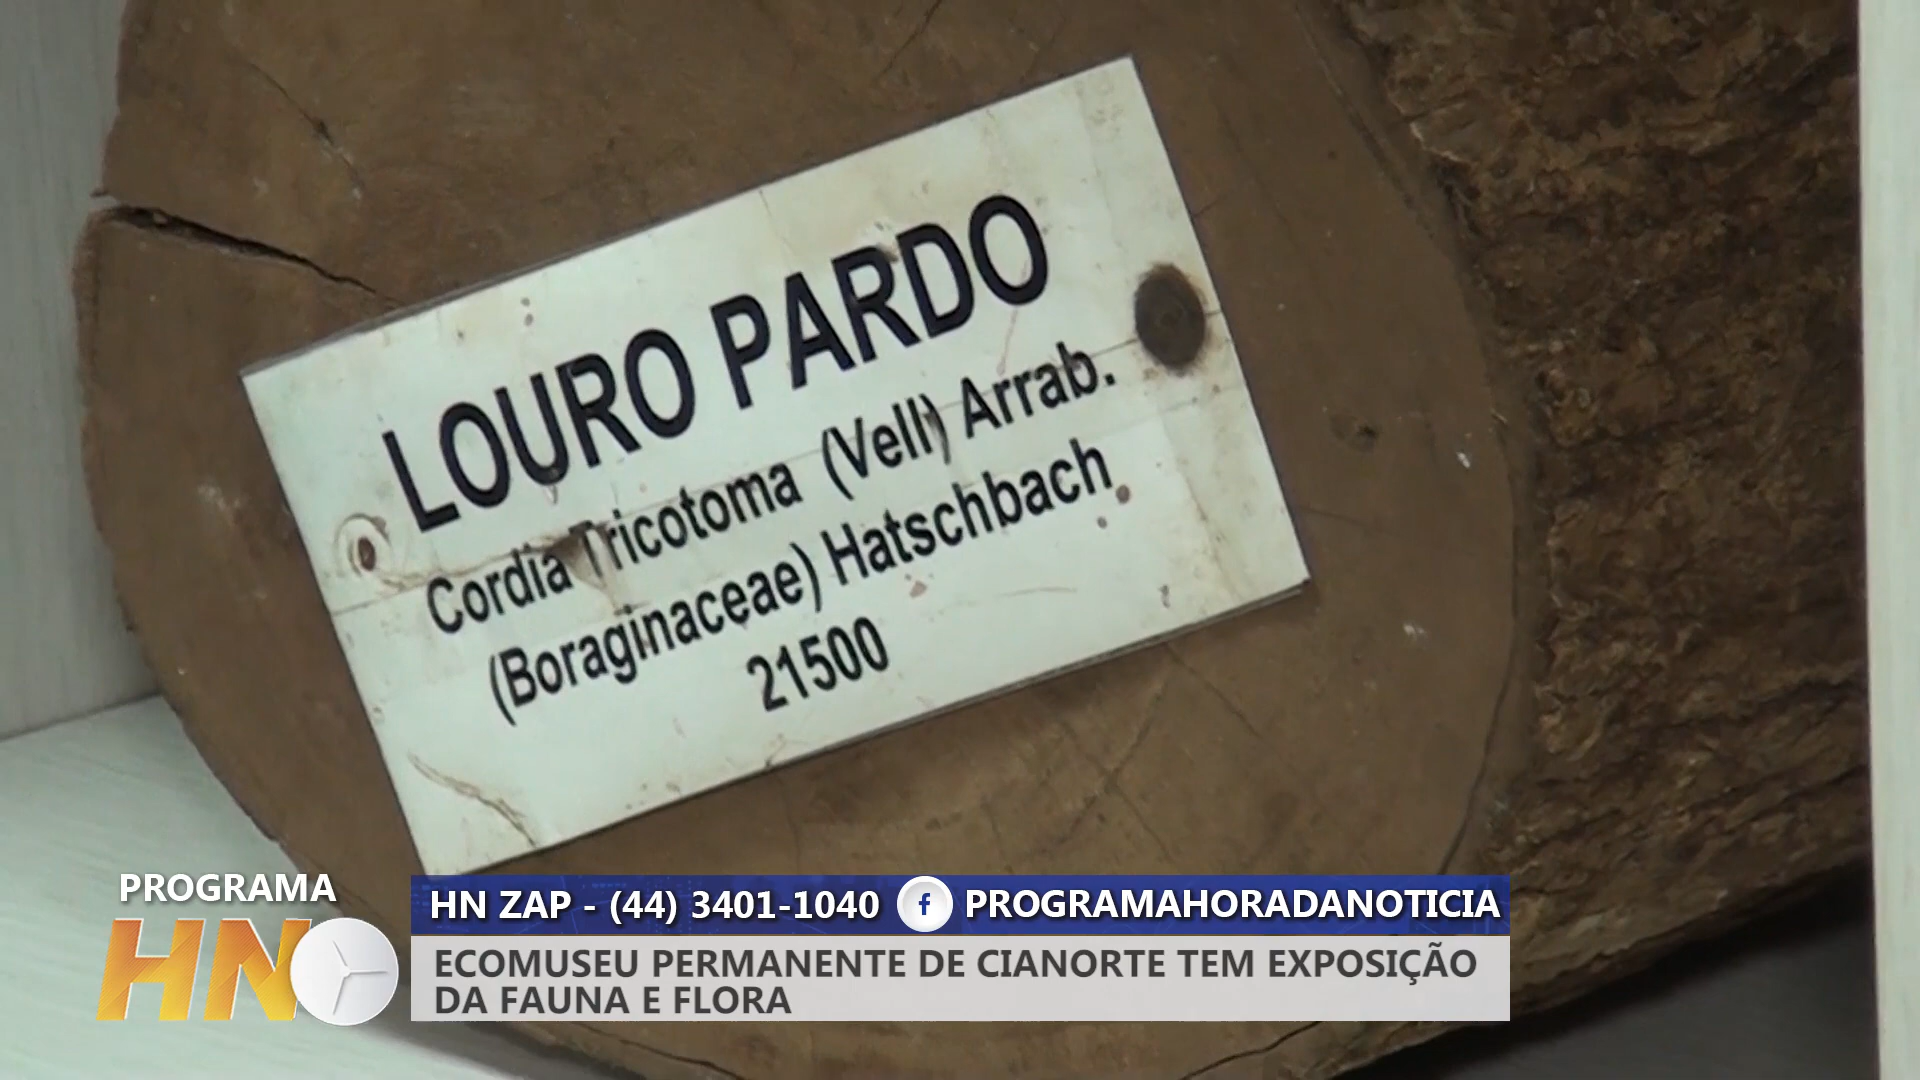 LOURO PARDO
Cordia Tricotoma (Vell) Arrab.
(Boraginaceae) Hatschbach
21500
PROGRAMA
HN
HN ZAP - (44) 3401-1040 f PROGRAMAHORADANOTICIA
ECOMUSEU PERMANENTE DE CIANORTE TEM EXPOSIÇÃO
DA FAUNA E FLORA